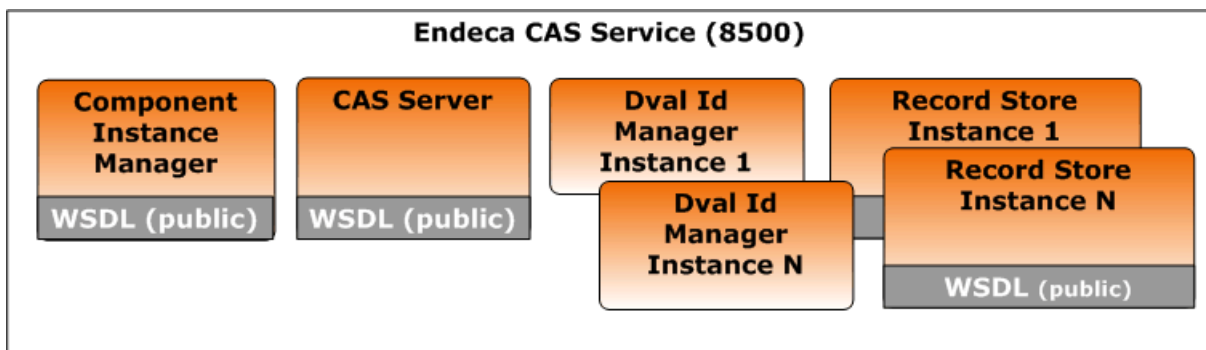 Endeca CAS Service (8500)
Component
Instance
Manager
WSDL (public)
CAS Server
WSDL (public)
Dval Id
Manager
Instance 1
Dval Id
Manager
Instance N
Record Store
Instance 1
Record Store
Instance N
WSDL (public)